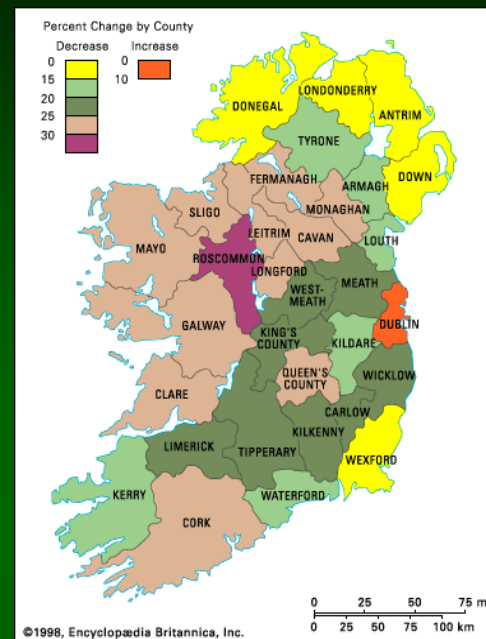 Percent Change by County
Decrease Increase
0 0
15 10
20
25
30
DONEGAL
LONDONDERRY
ANTRIM
TYRONE
DOWN
FERMANAGH
ARMAGH
MONAGHAN
SLIGO
LEITRIM
CAVAN
LOUTH
MAYO
ROSCOMMUN
LONGFORD
MEATH
WEST-
MEATH
GALWAY
DUBLIN
KING'S
COUNTY
KILDARE
QUEEN'S
COUNTY
WICKLOW
CLARE
CARLOW
KILKENNY
LIMERICK
TIPPERARY
WEXFORD
KERRY
WATERFORD
CORK
0 25 50 75 m
0 25 50 75 100 km
©1998, Encyclopædia Britannica, Inc.